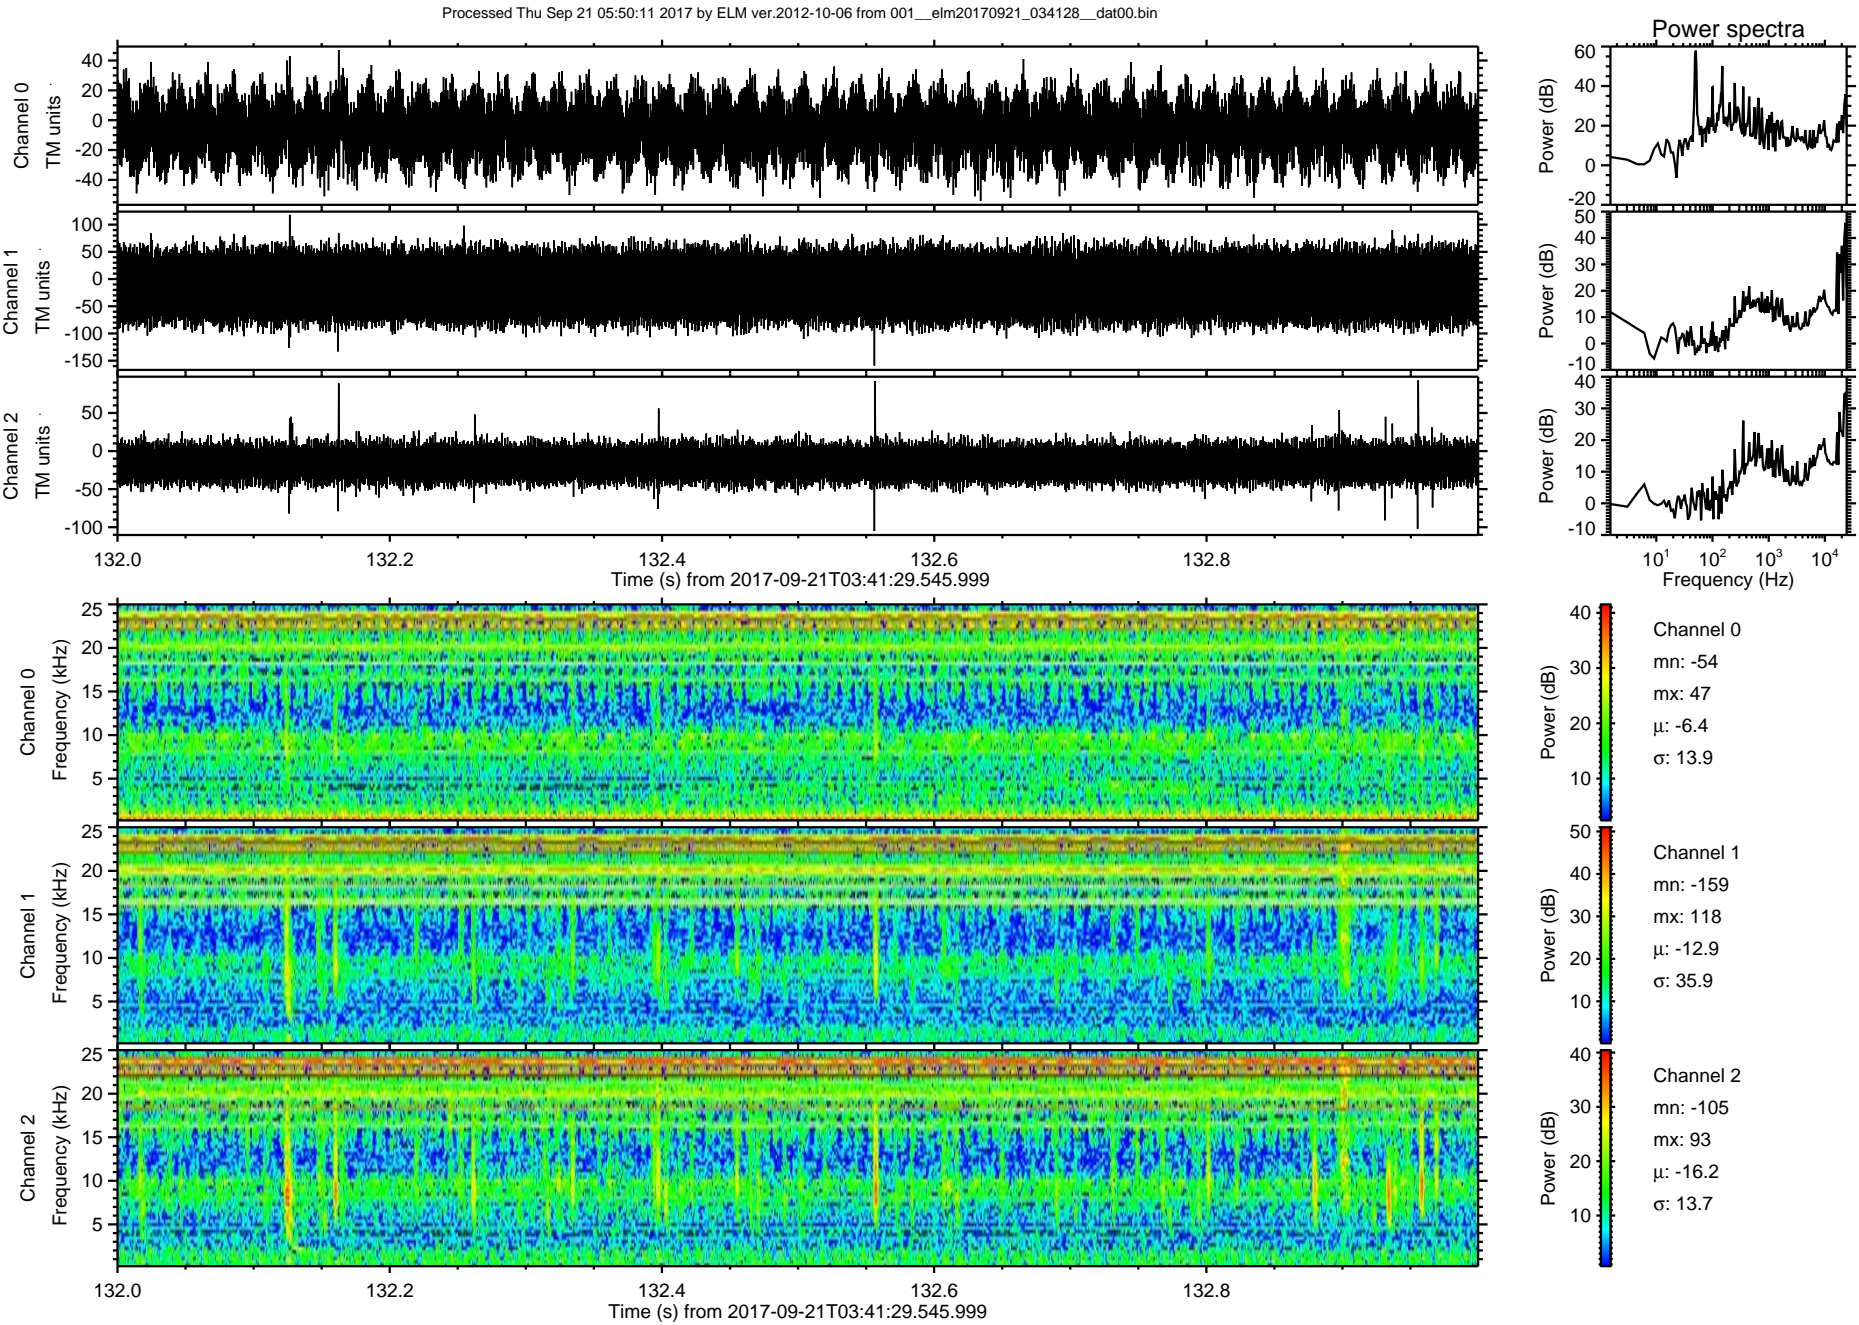 Processed Thu Sep 21 05:50:11 2017 by ELM ver.2012-10-06 from 001__elm20170921_034128__dat00.bin
Power spectra
Channel 0
TM units
40
20
0
-20
-40
Power (dB)
60
40
20
0
-20
Channel 1
TM units
100
50
0
-50
-100
-150
Power (dB)
50
40
30
20
10
0
-10
Channel 2
TM units
50
0
-50
-100
Power (dB)
40
30
20
10
0
-10
132.0 132.2 132.4 132.6 132.8
Time (s) from 2017-09-21T03:41:29.545.999
10^1 10^2 10^3 10^4
Frequency (Hz)
Channel 0
Frequency (kHz)
25
20
15
10
5
Power (dB)
40
30
20
10
Channel 0
mn: -54
mx: 47
μ: -6.4
σ: 13.9
Channel 1
Frequency (kHz)
25
20
15
10
5
Power (dB)
50
40
30
20
10
Channel 1
mn: -159
mx: 118
μ: -12.9
σ: 35.9
Channel 2
Frequency (kHz)
25
20
15
10
5
Power (dB)
40
30
20
10
Channel 2
mn: -105
mx: 93
μ: -16.2
σ: 13.7
132.0 132.2 132.4 132.6 132.8
Time (s) from 2017-09-21T03:41:29.545.999